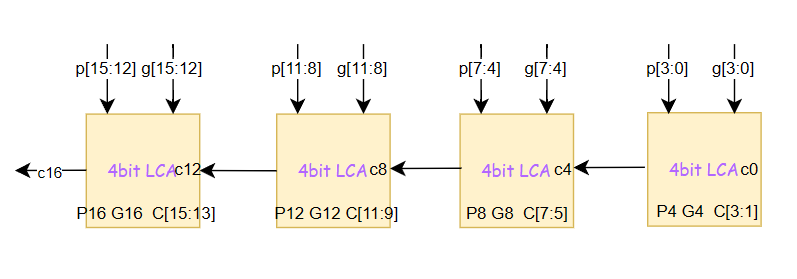 p[15:12] g[15:12] p[11:8] g[11:8] p[7:4] g[7:4] p[3:0] g[3:0]
c16 4bit LCA c12 4bit LCA c8 4bit LCA c4 4bit LCA c0
P16 G16 C[15:13] P12 G12 C[11:9] P8 G8 C[7:5] P4 G4 C[3:1]